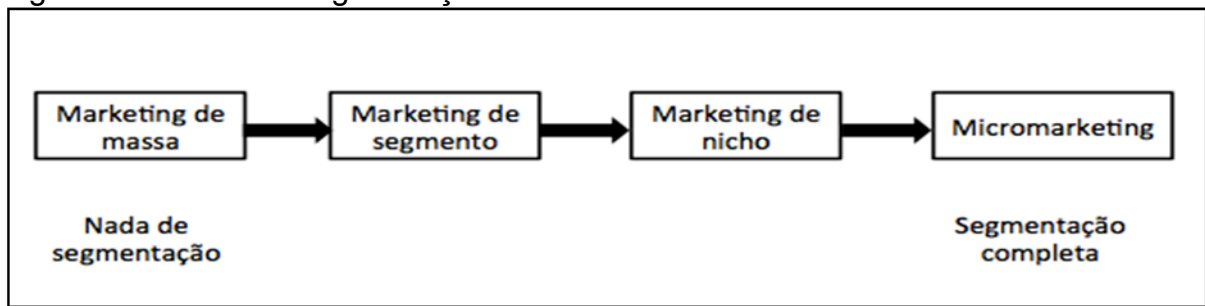 Marketing de
massa
Marketing de
segmento
Marketing de
nicho
Micromarketing
Nada de
segmentação
Segmentação
completa